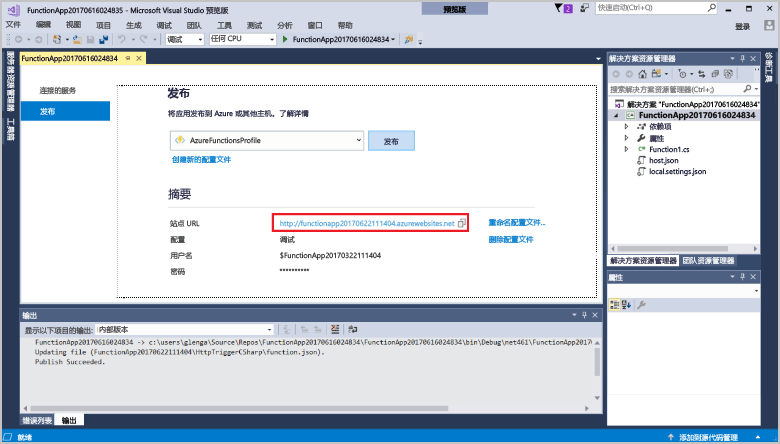 FunctionApp20170616024835 - Microsoft Visual Studio 预览版
预览版
2
快速启动(Ctrl+Q)
文件 编辑 视图 项目 生成 调试 团队 工具 测试 分析 窗口 帮助
登录
调试 任何 CPU FunctionApp20170616024835
服务器资源管理器
工具箱
FunctionApp20170616024834
连接的服务
发布
发布
将应用发布到 Azure 或其他主机。了解详情
AzureFunctionsProfile
发布
创建新的配置文件
摘要
站点 URL http://functionapp20170622111404.azurewebsites.net 重命名配置文件...
配置 调试 删除配置文件
用户名 $FunctionApp20170322111404
密码 **********
解决方案资源管理器
搜索解决方案资源管理器(Ctrl+;)
解决方案 "FunctionApp20170616024834"
FunctionApp20170616024834
依赖项
属性
C# Function1.cs
host.json
local.settings.json
解决方案资源管理器 团队资源管理器
属性
诊断工具
输出
显示以下项目的输出: 内部版本
FunctionApp20170616024834 -> c:\users\glenga\Source\Repos\FunctionApp20170616024834\FunctionApp20170616024834\bin\Debug\net461\FunctionApp2017
Updating file (FunctionApp20170622111404\HttpTriggerCSharp\function.json).
Publish Succeeded.
错误列表 输出
就绪
添加到源代码管理